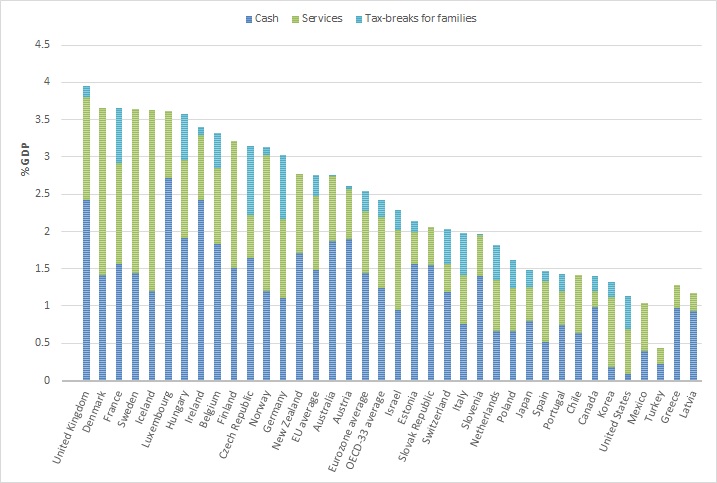 Cash Services Tax-breaks for families
4.5
4
3.5
3
2.5
2
1.5
1
0.5
0
%GDP
United Kingdom
Denmark
France
Sweden
Iceland
Luxembourg
Hungary
Ireland
Belgium
Finland
Czech Republic
Norway
Germany
New Zealand
EU average
Australia
Austria
Eurozone average
OECD-33 average
Israel
Estonia
Slovak Republic
Switzerland
Italy
Slovenia
Netherlands
Poland
Japan
Spain
Portugal
Chile
Canada
Korea
United States
Mexico
Turkey
Greece
Latvia